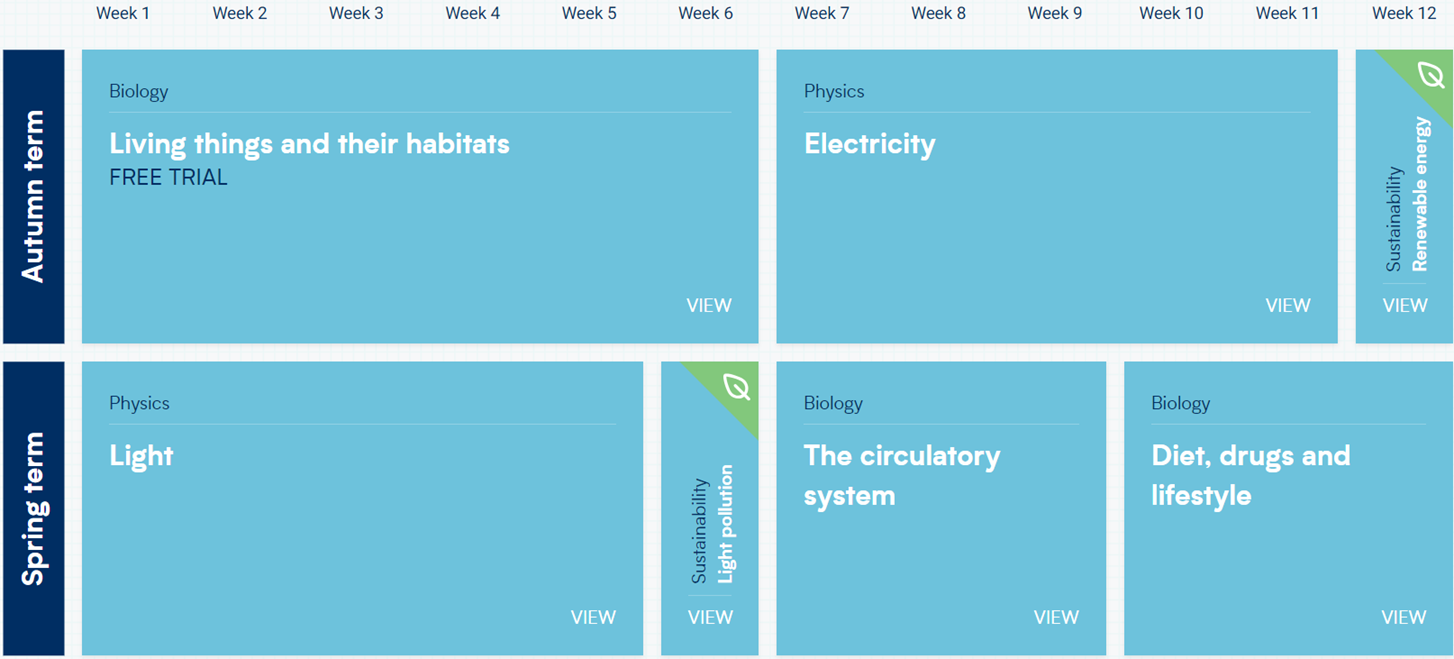 Week 1 Week 2 Week 3 Week 4 Week 5 Week 6 Week 7 Week 8 Week 9 Week 10 Week 11 Week 12
Autumn term
Biology
Living things and their habitats
FREE TRIAL
VIEW
Physics
Electricity
VIEW
Sustainability
Renewable energy
VIEW
Spring term
Physics
Light
VIEW
Sustainability
Light pollution
VIEW
Biology
The circulatory
system
VIEW
Biology
Diet, drugs and
lifestyle
VIEW